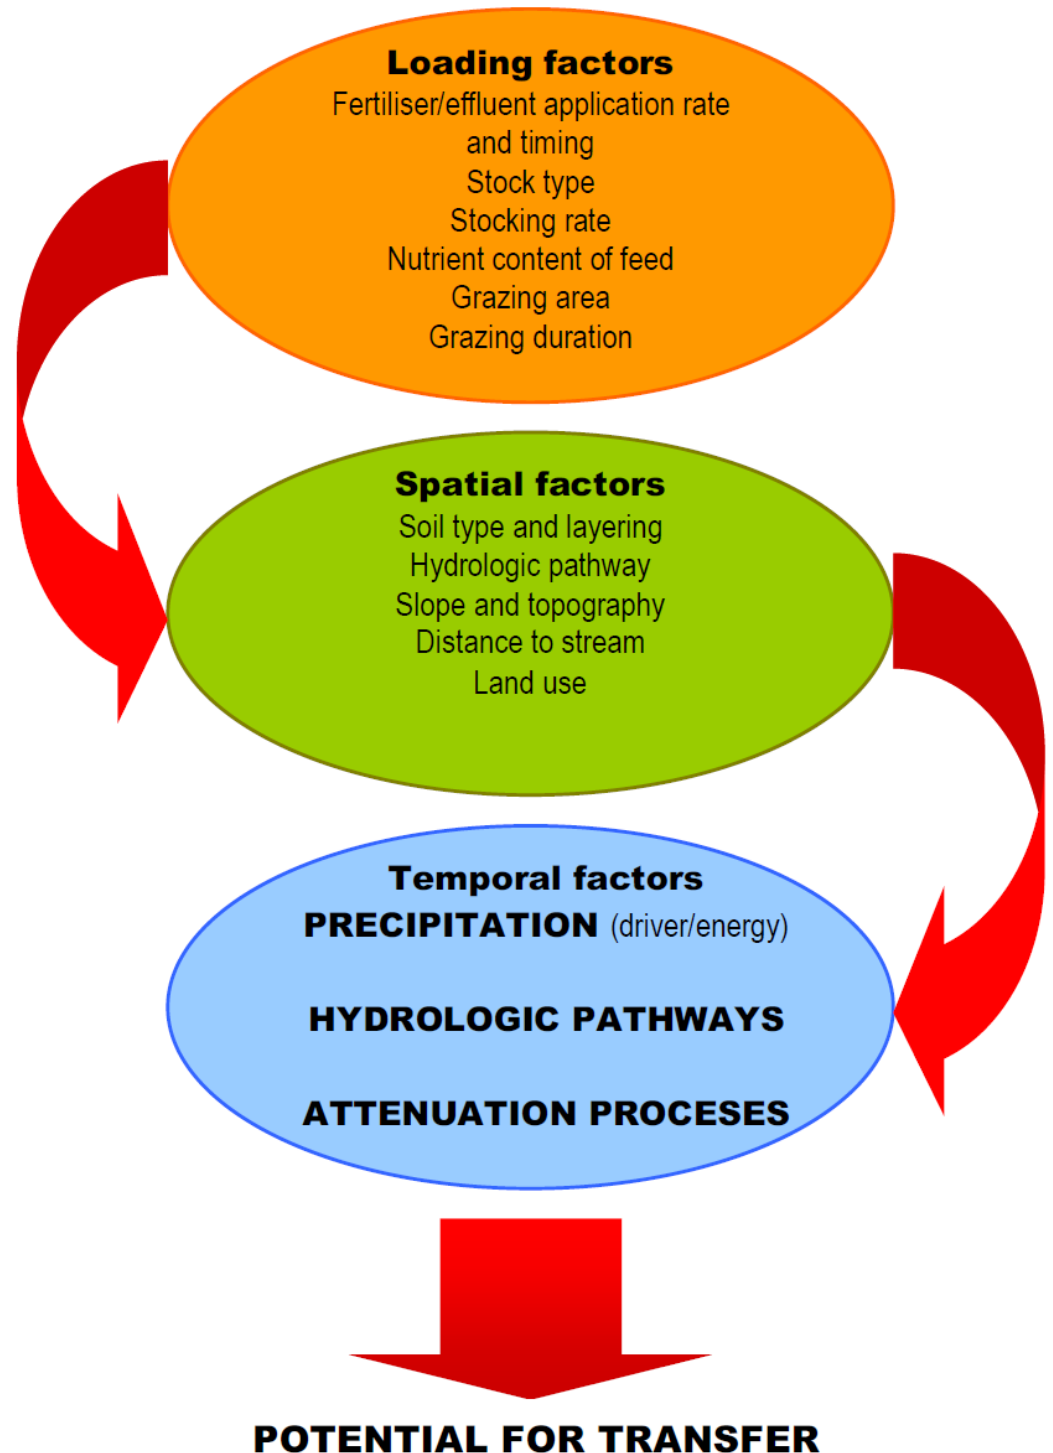 Loading factors
Fertiliser/effluent application rate
and timing
Stock type
Stocking rate
Nutrient content of feed
Grazing area
Grazing duration
Spatial factors
Soil type and layering
Hydrologic pathway
Slope and topography
Distance to stream
Land use
Temporal factors
PRECIPITATION (driver/energy)
HYDROLOGIC PATHWAYS
ATTENUATION PROCESES
POTENTIAL FOR TRANSFER